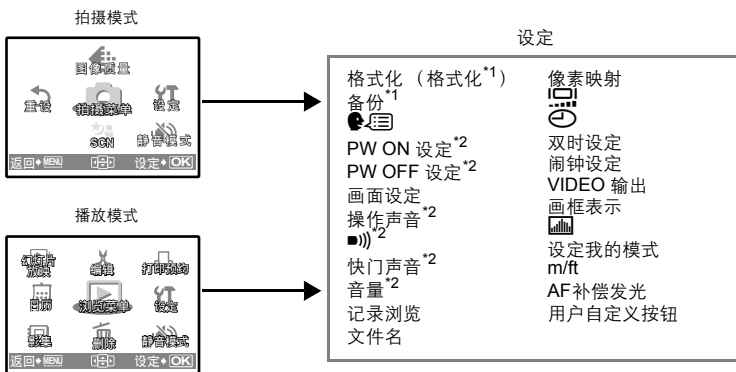 拍摄模式
图像质量
重设
拍摄菜单
设定
SCN
静音模式
返回 MENU
设定 OK
播放模式
幻灯片
放映
编辑
打印预约
日历
浏览菜单
设定
影集
删除
静音模式
返回 MENU
设定 OK
设定
格式化 （格式化*1）
备份*1
PW ON 设定*2
PW OFF 设定*2
画面设定
操作声音*2
*2
快门声音*2
音量*2
记录浏览
文件名
像素映射
双时设定
闹钟设定
VIDEO 输出
画框表示
设定我的模式
m/ft
AF补偿发光
用户自定义按钮